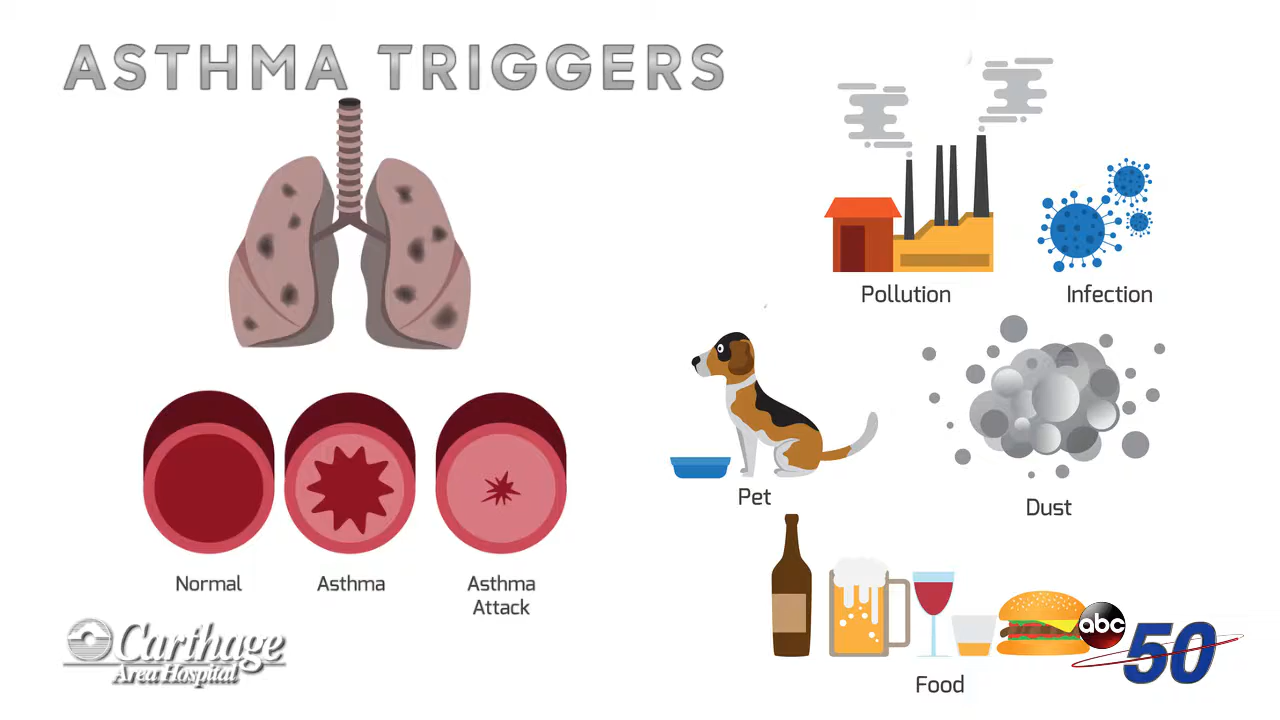 ASTHMA TRIGGERS
Pollution
Infection
Pet
Dust
Normal
Asthma
Asthma
Attack
Food
Carthage
Area Hospital
abc
50